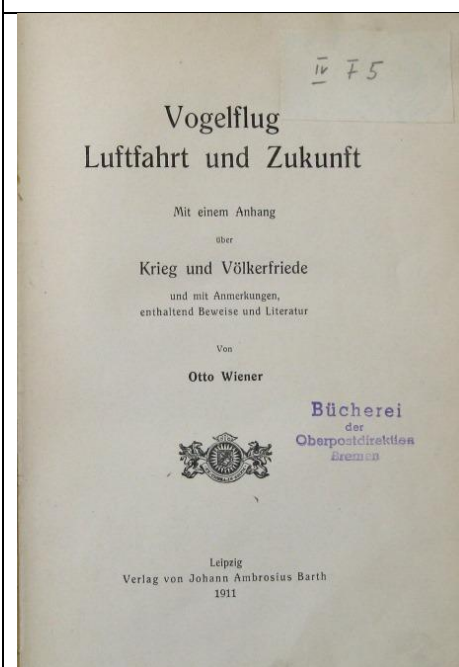 IV F 5
Vogelflug
Luftfahrt und Zukunft
Mit einem Anhang
über
Krieg und Völkerfriede
und mit Anmerkungen,
enthaltend Beweise und Literatur
Von
Otto Wiener
Bücherei
der
Oberpostdirektion
Bremen
Leipzig
Verlag von Johann Ambrosius Barth
1911